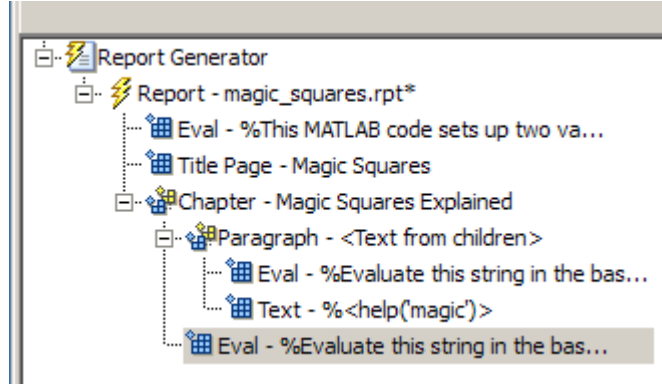 Report Generator
Report - magic_squares.rpt*
Eval - %This MATLAB code sets up two va...
Title Page - Magic Squares
Chapter - Magic Squares Explained
Paragraph - <Text from children>
Eval - %Evaluate this string in the bas...
Text - %<help('magic')>
Eval - %Evaluate this string in the bas...